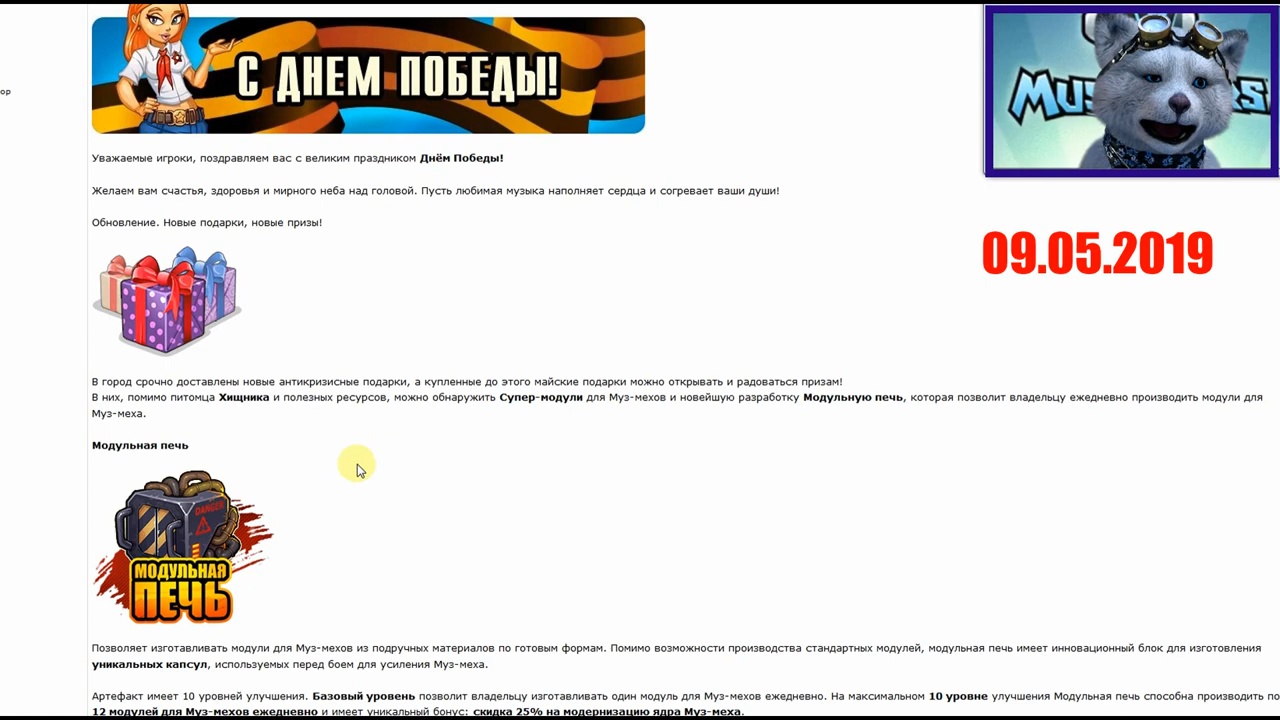 С ДНЕМ ПОБЕДЫ!
ор
09.05.2019
Уважаемые игроки, поздравляем вас с великим праздником Днём Победы!
Желаем вам счастья, здоровья и мирного неба над головой. Пусть любимая музыка наполняет сердца и согревает ваши души!
Обновление. Новые подарки, новые призы!
В город срочно доставлены новые антикризисные подарки, а купленные до этого майские подарки можно открывать и радоваться призам!
В них, помимо питомца Хищника и полезных ресурсов, можно обнаружить Супер-модули для Муз-мехов и новейшую разработку Модульную печь, которая позволит владельцу ежедневно производить модули для
Муз-меха.
Модульная печь
DANGER
МОДУЛЬНАЯ
ПЕЧЬ
Позволяет изготавливать модули для Муз-мехов из подручных материалов по готовым формам. Помимо возможности производства стандартных модулей, модульная печь имеет инновационный блок для изготовления
уникальных капсул, используемых перед боем для усиления Муз-меха.
Артефакт имеет 10 уровней улучшения. Базовый уровень позволит владельцу изготавливать один модуль для Муз-мехов ежедневно. На максимальном 10 уровне улучшения Модульная печь способна производить по
12 модулей для Муз-мехов ежедневно и имеет уникальный бонус: скидка 25% на модернизацию ядра Муз-меха.